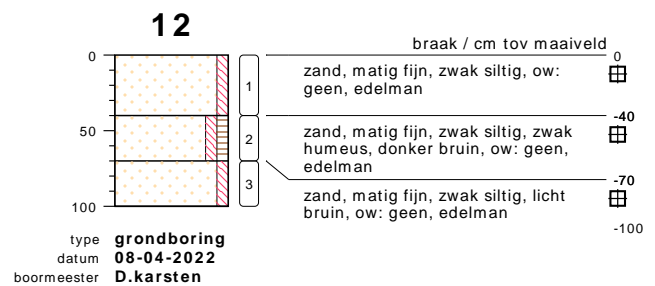 12
braak / cm tov maaiveld
0
0
zand, matig fijn, zwak siltig, ow:
geen, edelman
1
-40
50
2
zand, matig fijn, zwak siltig, zwak
humeus, donker bruin, ow: geen,
edelman
-70
3
zand, matig fijn, zwak siltig, licht
bruin, ow: geen, edelman
100
-100
type grondboring
datum 08-04-2022
boormeester D.karsten